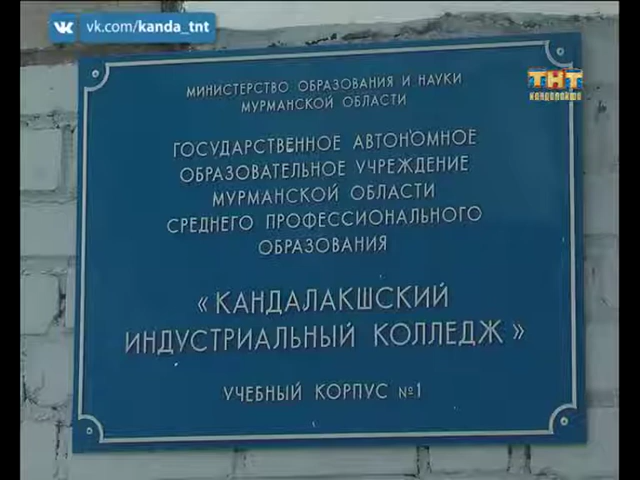 vk.com/kanda_tnt
ТНТ
КАНДАЛАКША
МИНИСТЕРСТВО ОБРАЗОВАНИЯ И НАУКИ
МУРМАНСКОЙ ОБЛАСТИ
ГОСУДАРСТВЕННОЕ АВТОНОМНОЕ
ОБРАЗОВАТЕЛЬНОЕ УЧРЕЖДЕНИЕ
МУРМАНСКОЙ ОБЛАСТИ
СРЕДНЕГО ПРОФЕССИОНАЛЬНОГО
ОБРАЗОВАНИЯ
«КАНДАЛАКШСКИЙ
ИНДУСТРИАЛЬНЫЙ КОЛЛЕДЖ»
УЧЕБНЫЙ КОРПУС №1